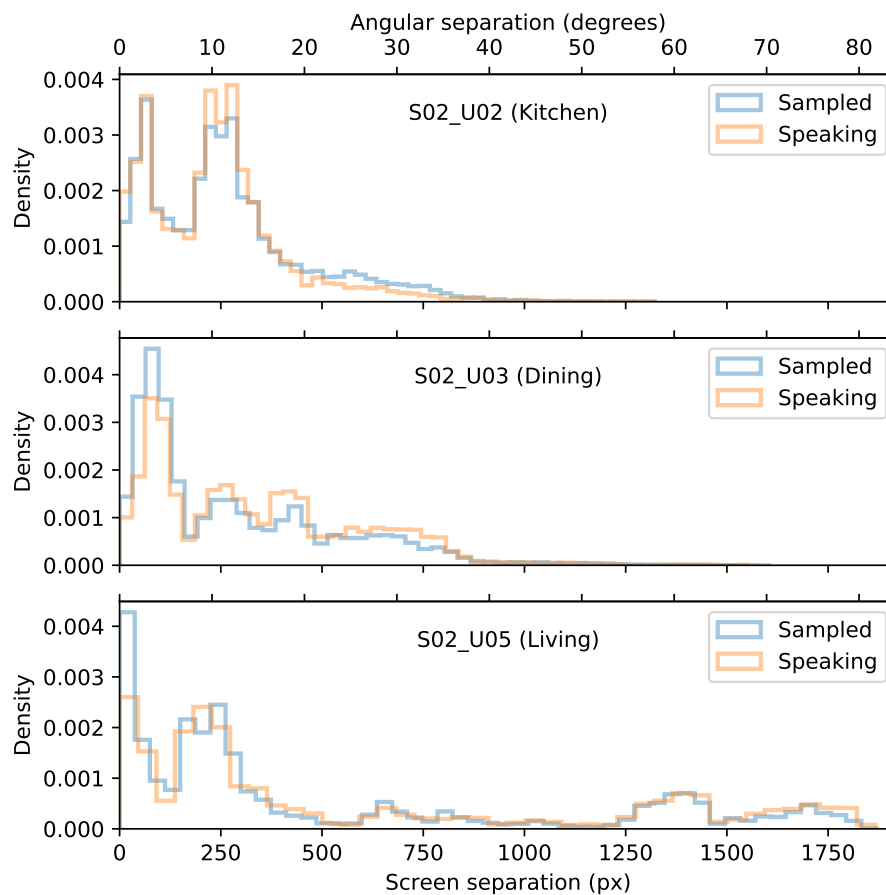 Angular separation (degrees)
0 10 20 30 40 50 60 70 80
0.004
0.003
0.002
0.001
0.000
Density
S02_U02 (Kitchen)
Sampled
Speaking
0.004
0.003
0.002
0.001
0.000
Density
S02_U03 (Dining)
Sampled
Speaking
0.004
0.003
0.002
0.001
0.000
Density
S02_U05 (Living)
Sampled
Speaking
0 250 500 750 1000 1250 1500 1750
Screen separation (px)